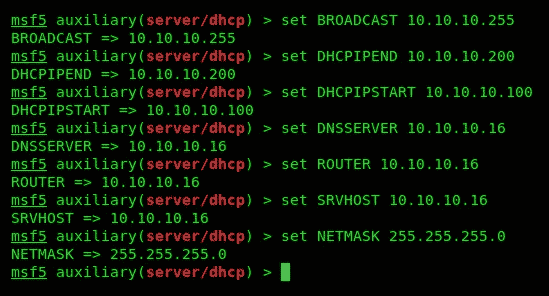 msf5 auxiliary(server/dhcp) > set BROADCAST 10.10.10.255
BROADCAST => 10.10.10.255
msf5 auxiliary(server/dhcp) > set DHCPIPEND 10.10.10.200
DHCPIPEND => 10.10.10.200
msf5 auxiliary(server/dhcp) > set DHCPIPSTART 10.10.10.100
DHCPIPSTART => 10.10.10.100
msf5 auxiliary(server/dhcp) > set DNSSERVER 10.10.10.16
DNSSERVER => 10.10.10.16
msf5 auxiliary(server/dhcp) > set ROUTER 10.10.10.16
ROUTER => 10.10.10.16
msf5 auxiliary(server/dhcp) > set SRVHOST 10.10.10.16
SRVHOST => 10.10.10.16
msf5 auxiliary(server/dhcp) > set NETMASK 255.255.255.0
NETMASK => 255.255.255.0
msf5 auxiliary(server/dhcp) >